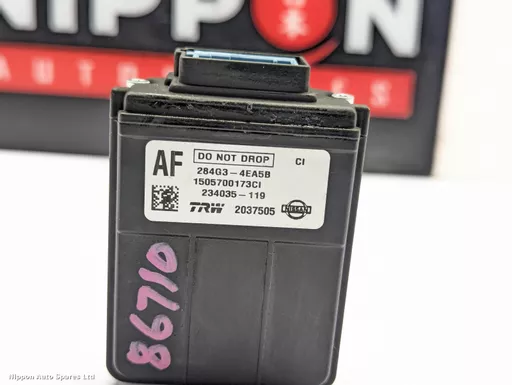 NIPPON
AUTO
ES
AF
DO NOT DROP
CI
284G3-4EA5B
1505700173CI
234035-119
TRW 2037505 NISSAN
86710
Nippon Auto Spares Ltd